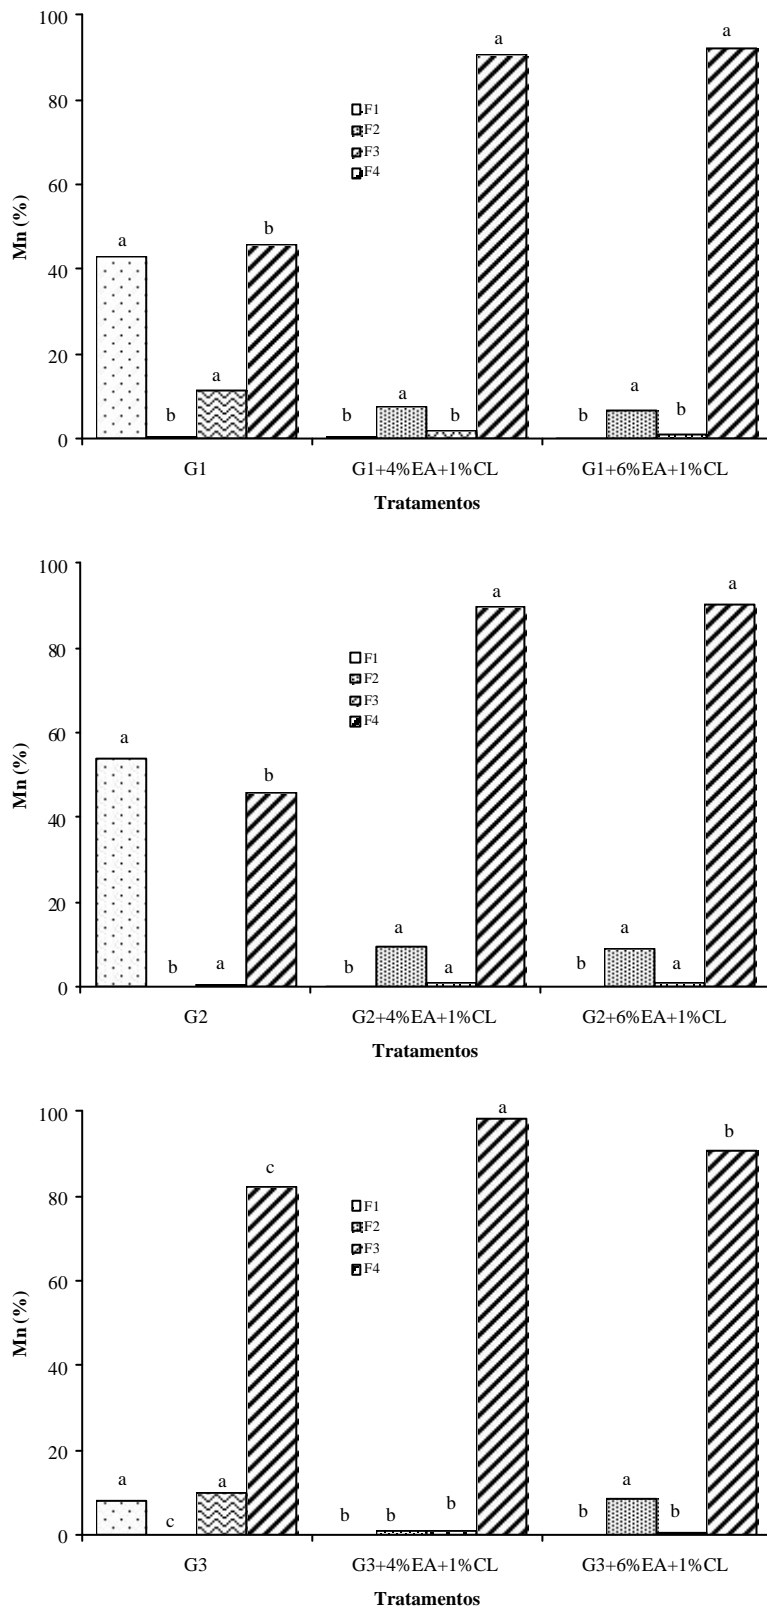 100
a
a
80
F1
F2
F3
F4
60
Mn (%)
a
b
40
20
a
b
a
b
b
b
a
b
0
G1
G1+4%EA+1%CL
G1+6%EA+1%CL
Tratamentos
100
a
a
80
F1
F2
F3
F4
60
Mn (%)
a
b
40
20
b
a
b
a
a
b
a
a
0
G2
G2+4%EA+1%CL
G2+6%EA+1%CL
Tratamentos
100
a
b
c
80
F1
F2
F3
F4
60
Mn (%)
40
20
a
c
a
b
b
b
b
a
b
0
G3
G3+4%EA+1%CL
G3+6%EA+1%CL
Tratamentos